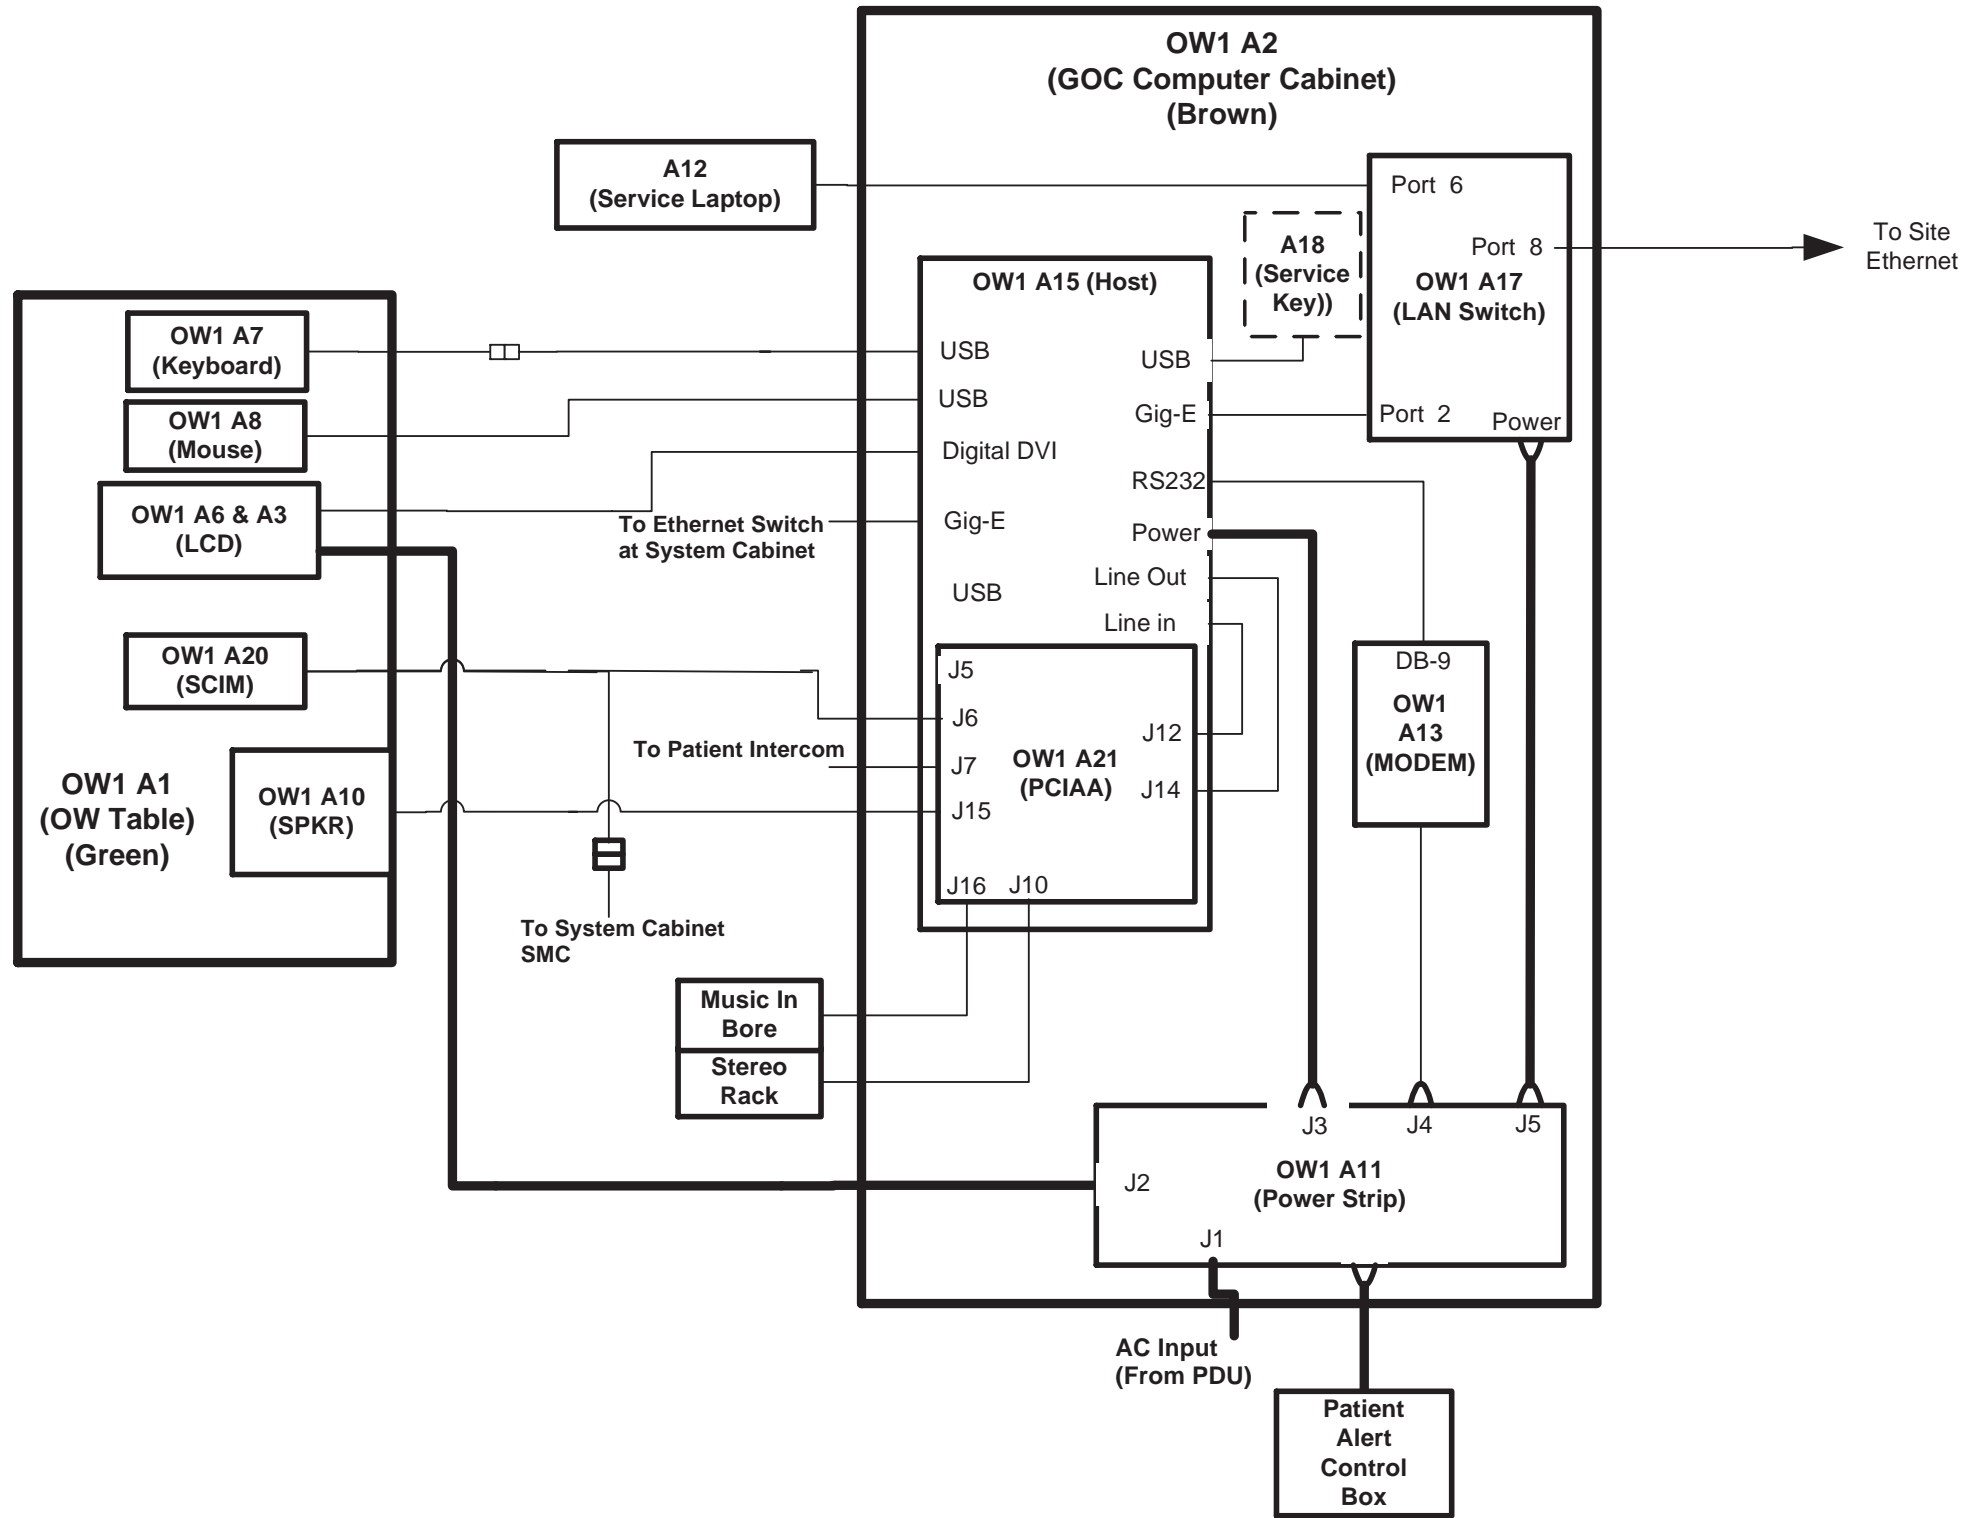 OW1 A2
(GOC Computer Cabinet)
(Brown)
A12
(Service Laptop)
Port 6
Port 8
OW1 A17
(LAN Switch)
Port 2
Power
To Site
Ethernet
A18
(Service
Key))
OW1 A15 (Host)
USB
USB
Digital DVI
Gig-E
USB
USB
Gig-E
RS232
Power
Line Out
Line in
OW1 A7
(Keyboard)
OW1 A8
(Mouse)
OW1 A6 & A3
(LCD)
OW1 A20
(SCIM)
OW1 A10
(SPKR)
OW1 A1
(OW Table)
(Green)
To Ethernet Switch
at System Cabinet
To Patient Intercom
To System Cabinet
SMC
J5
J6
J7
J15
J16
J10
J12
J14
OW1 A21
(PCIAA)
DB-9
OW1
A13
(MODEM)
Music In
Bore
Stereo
Rack
J3
J4
J5
J2
J1
OW1 A11
(Power Strip)
AC Input
(From PDU)
Patient
Alert
Control
Box